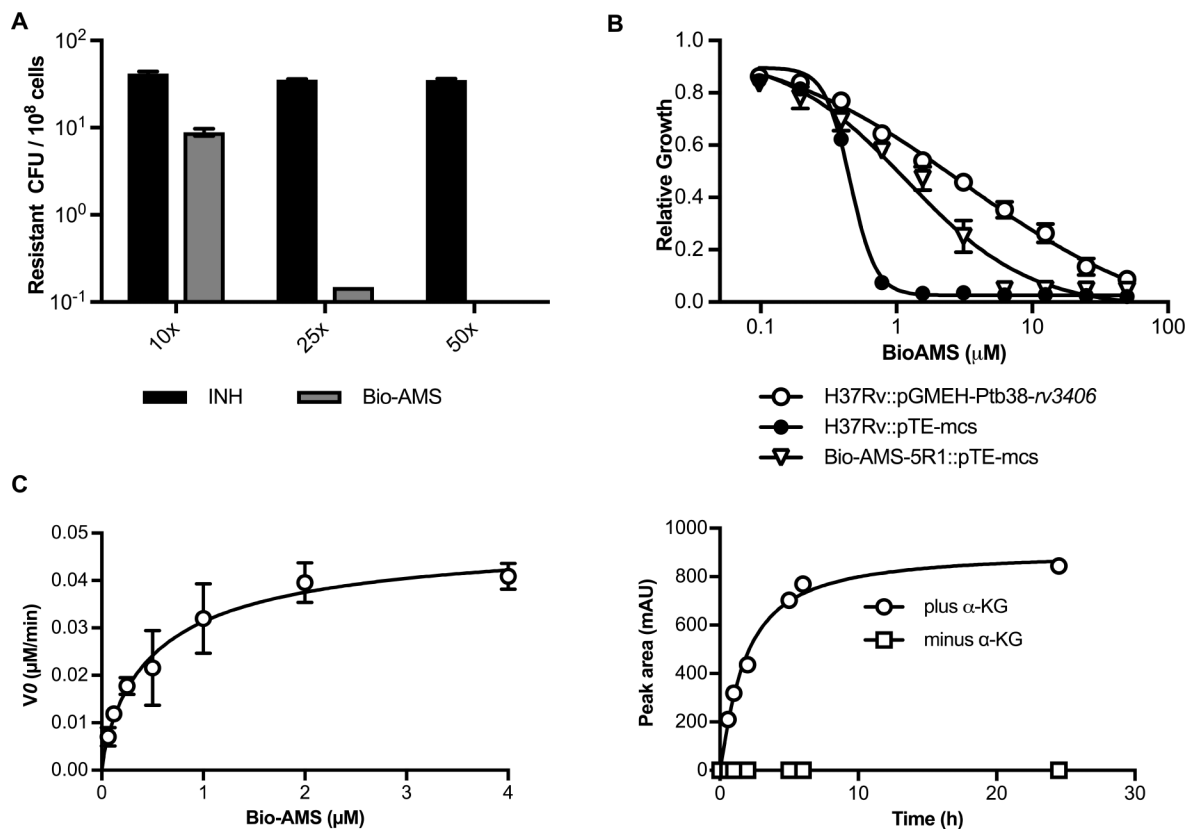 A
Resistant CFU / 10⁸ cells
10²
10¹
10⁰
10⁻¹
10x
25x
50x
INH
Bio-AMS
B
Relative Growth
1.0
0.8
0.6
0.4
0.2
0.0
0.1
1
10
100
BioAMS (μM)
H37Rv::pGMEH-Ptb38-rv3406
H37Rv::pTE-mcs
Bio-AMS-5R1::pTE-mcs
C
V0 (μM/min)
0.05
0.04
0.03
0.02
0.01
0.00
0
1
2
3
4
Bio-AMS (μM)
Peak area (mAU)
1000
800
600
400
200
0
0
10
20
30
Time (h)
plus α-KG
minus α-KG